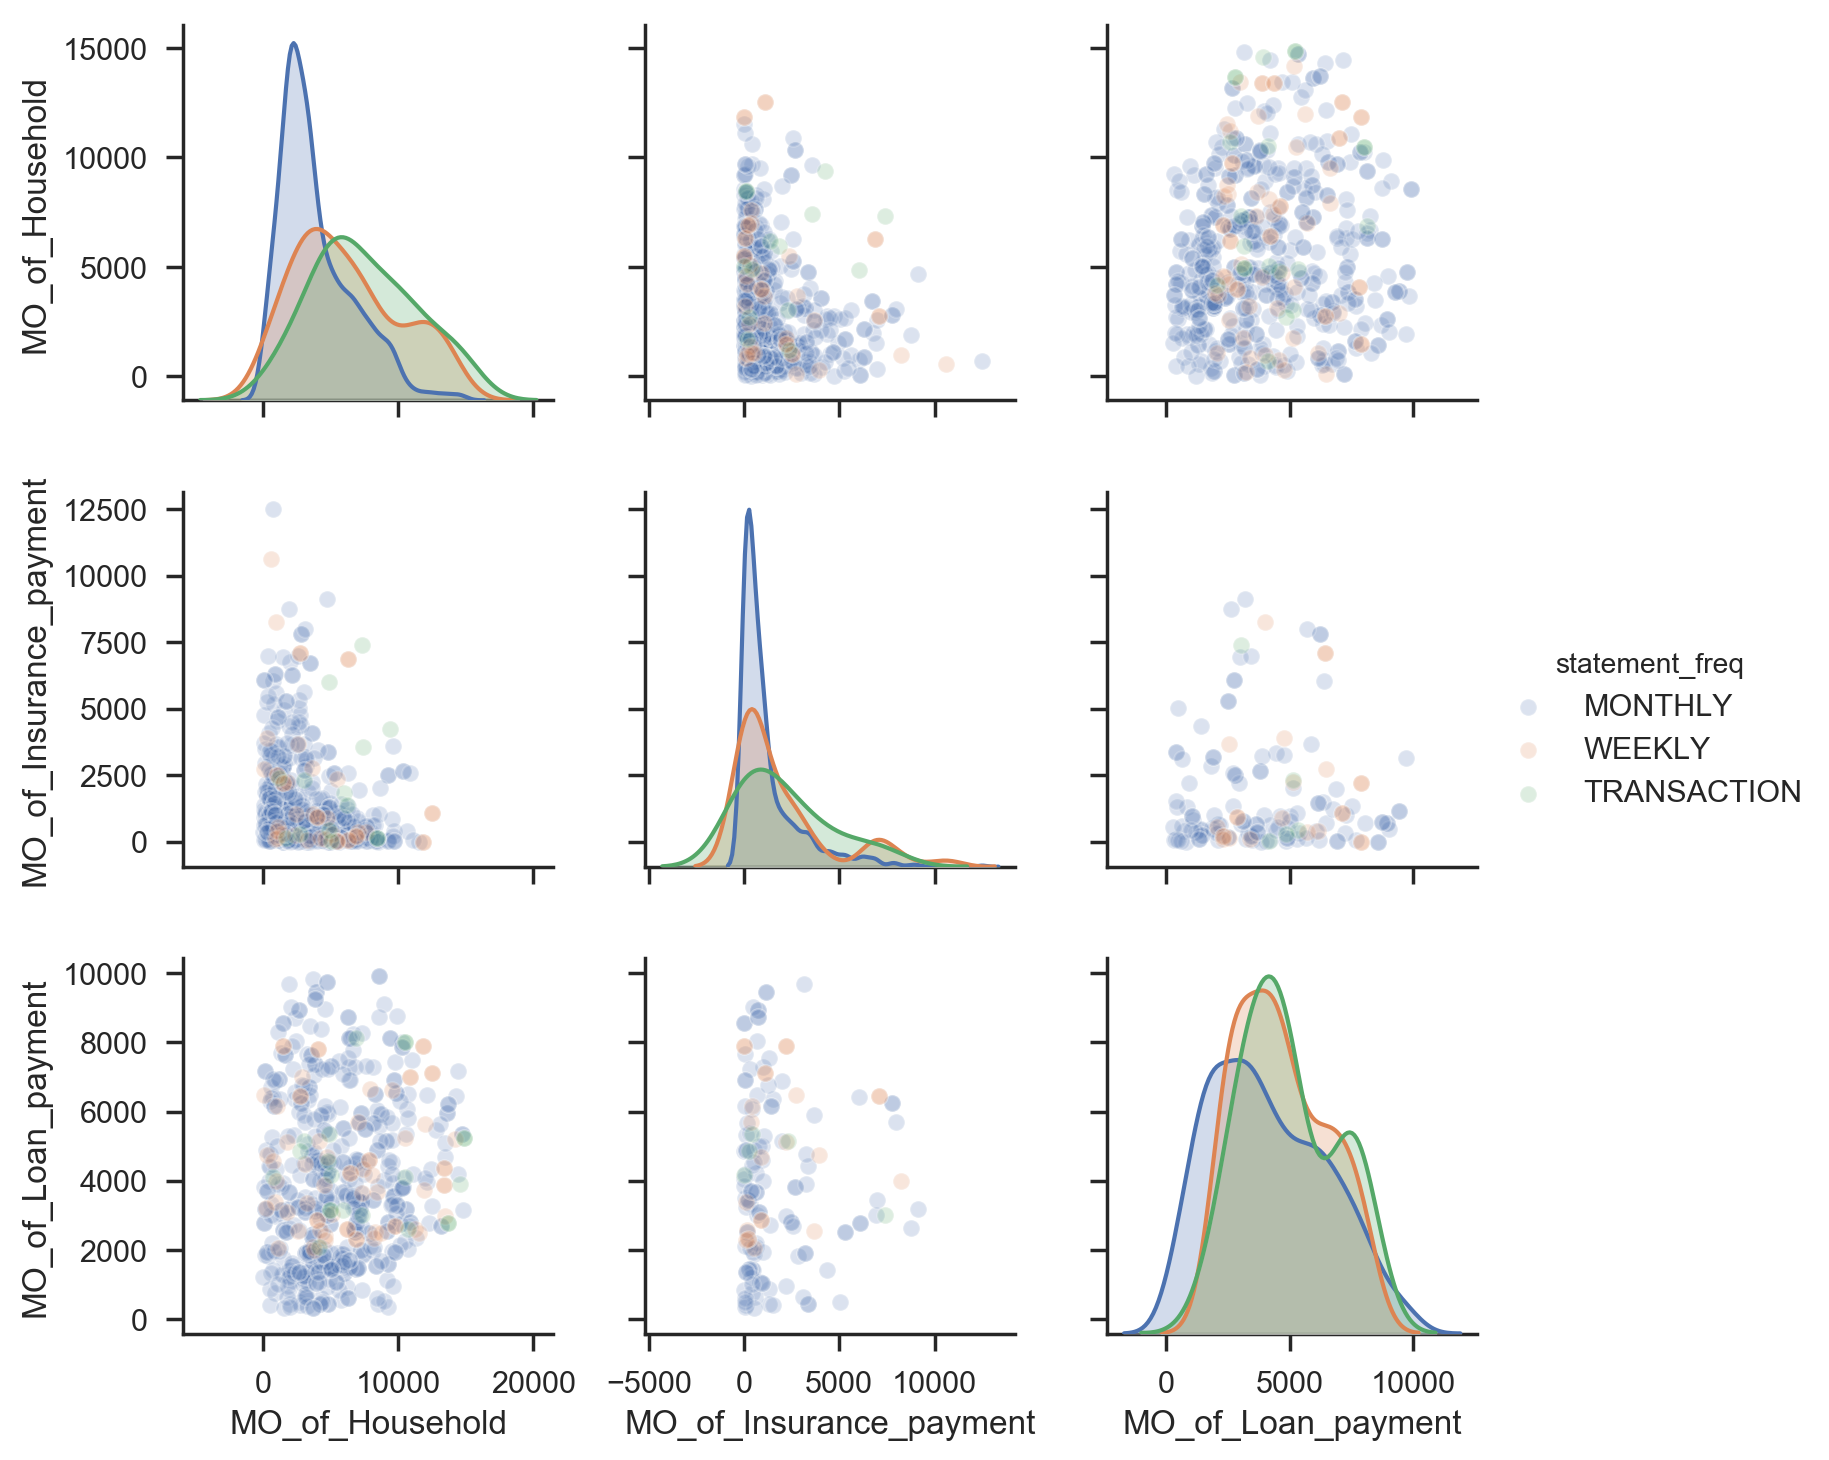 15000
10000
5000
0
MO_of_Household
12500
10000
7500
5000
2500
0
MO_of_Insurance_payment
statement_freq
MONTHLY
WEEKLY
TRANSACTION
10000
8000
6000
4000
2000
0
MO_of_Loan_payment
0 10000 20000
MO_of_Household
−5000 0 5000 10000
MO_of_Insurance_payment
0 5000 10000
MO_of_Loan_payment